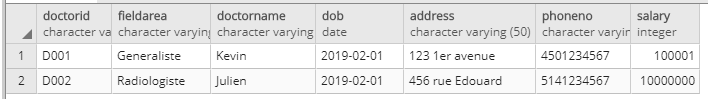 doctorid fieldarea doctorname dob address phoneno salary
character va character varying character varying date character varying (50) character varyin integer
1 D001 Generaliste Kevin 2019-02-01 123 1er avenue 4501234567 100001
2 D002 Radiologiste Julien 2019-02-01 456 rue Edouard 5141234567 10000000